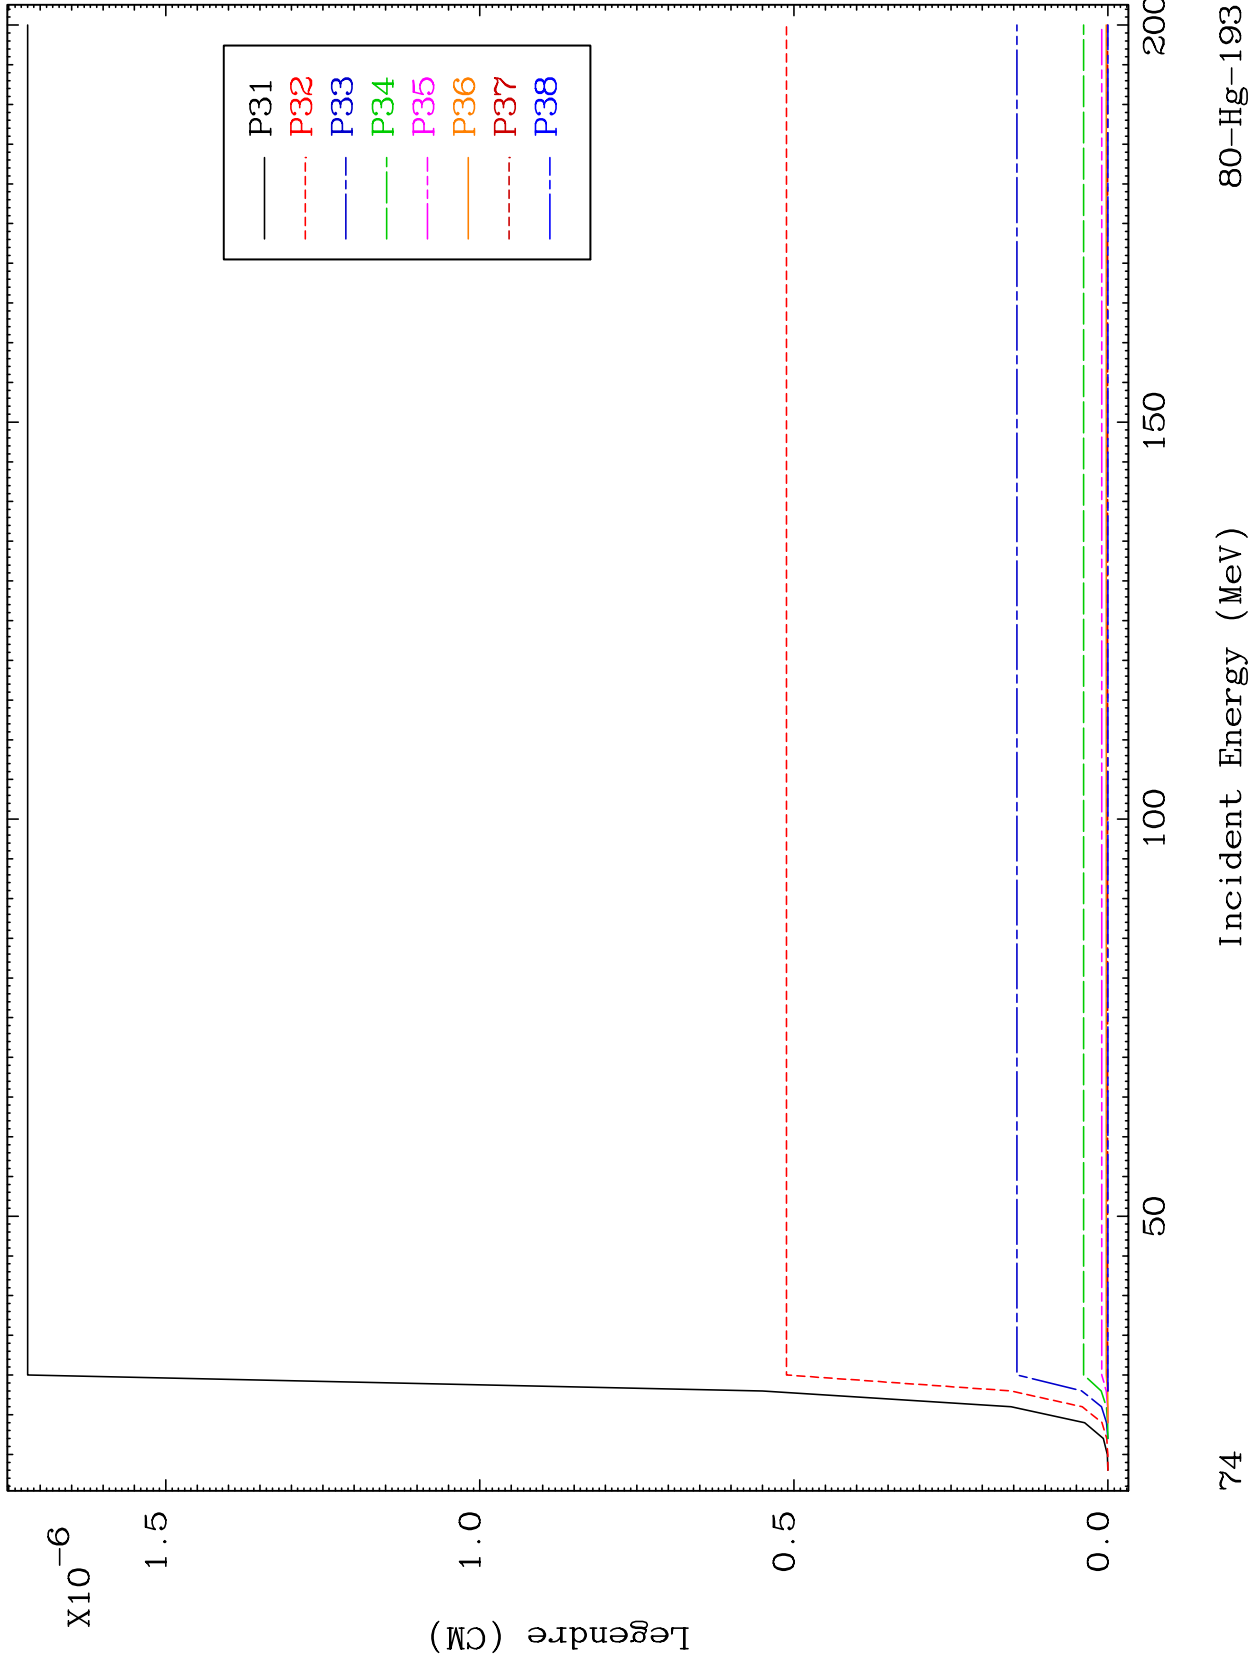 X10-6
1.5
1.0
0.5
0.0
Legendre (CM)
P31
P32
P33
P34
P35
P36
P37
P38
50
100
150
200
Incident Energy (MeV)
74
80-Hg-193